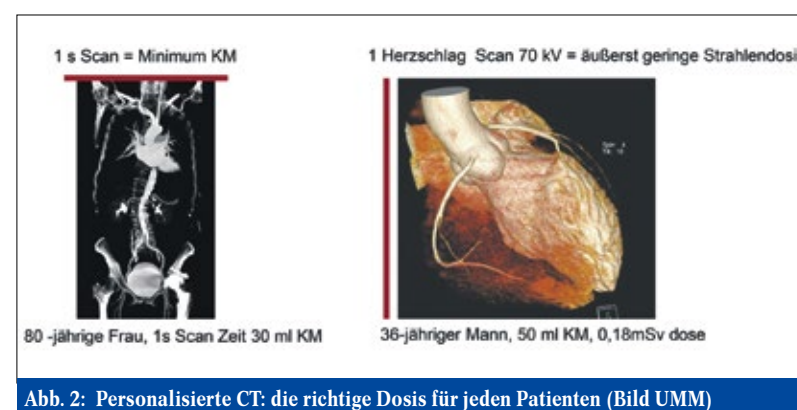 1 s Scan = Minimum KM
1 Herzschlag Scan 70 kV = äußerst geringe Strahlendosi
80 -jährige Frau, 1s Scan Zeit 30 ml KM
36-jähriger Mann, 50 ml KM, 0,18mSv dose
Abb. 2: Personalisierte CT: die richtige Dosis für jeden Patienten (Bild UMM)